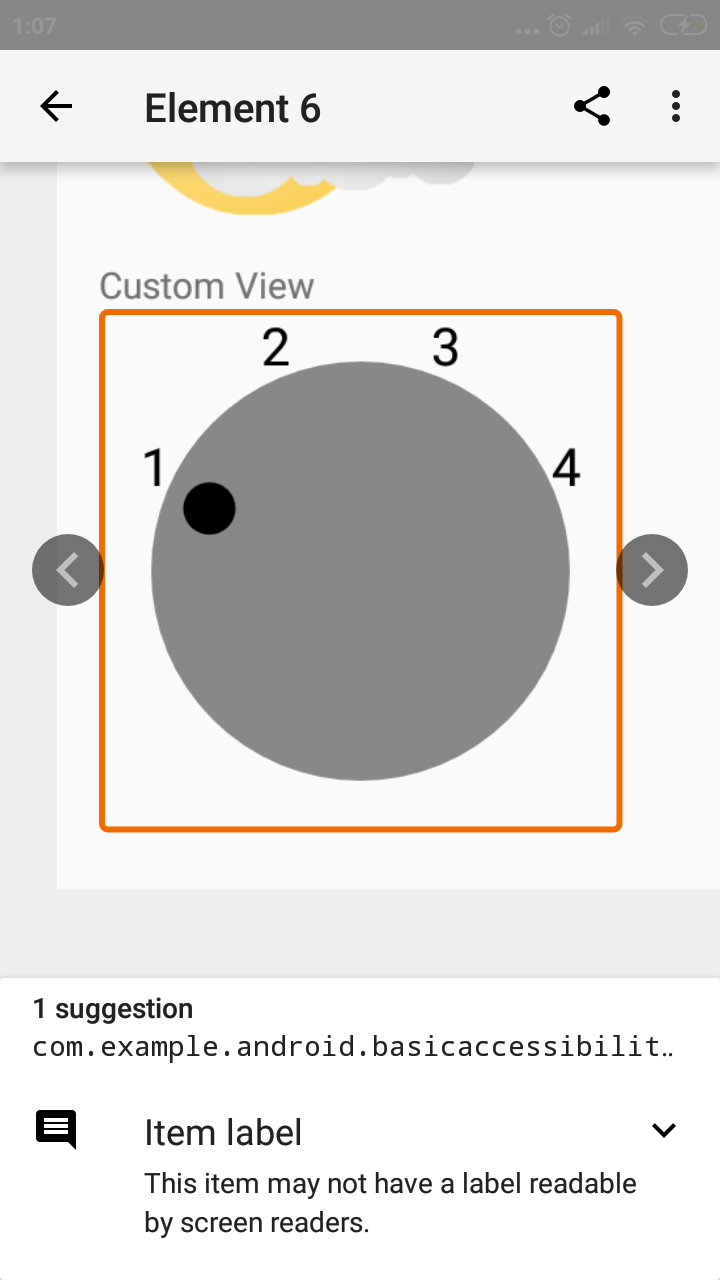 1:07
Element 6
Custom View
2 3
1 4
1 suggestion
com.example.android.basicaccessibilit..
Item label
This item may not have a label readable
by screen readers.